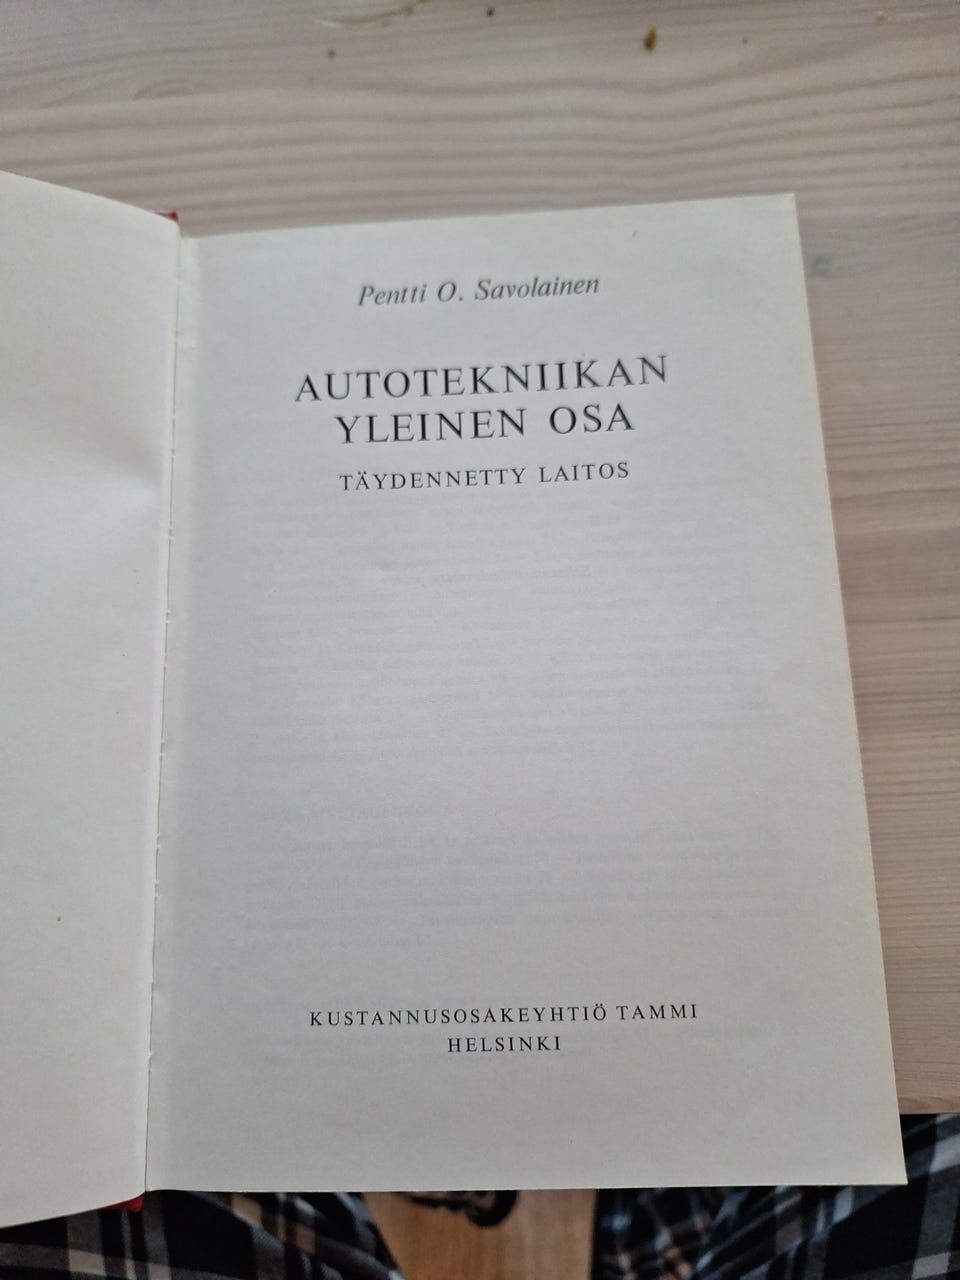 Pentti O. Savolainen
AUTOTEKNIIKAN
YLEINEN OSA
TÄYDENNETTY LAITOS
KUSTANNUSOSAKEYHTIÖ TAMMI
HELSINKI